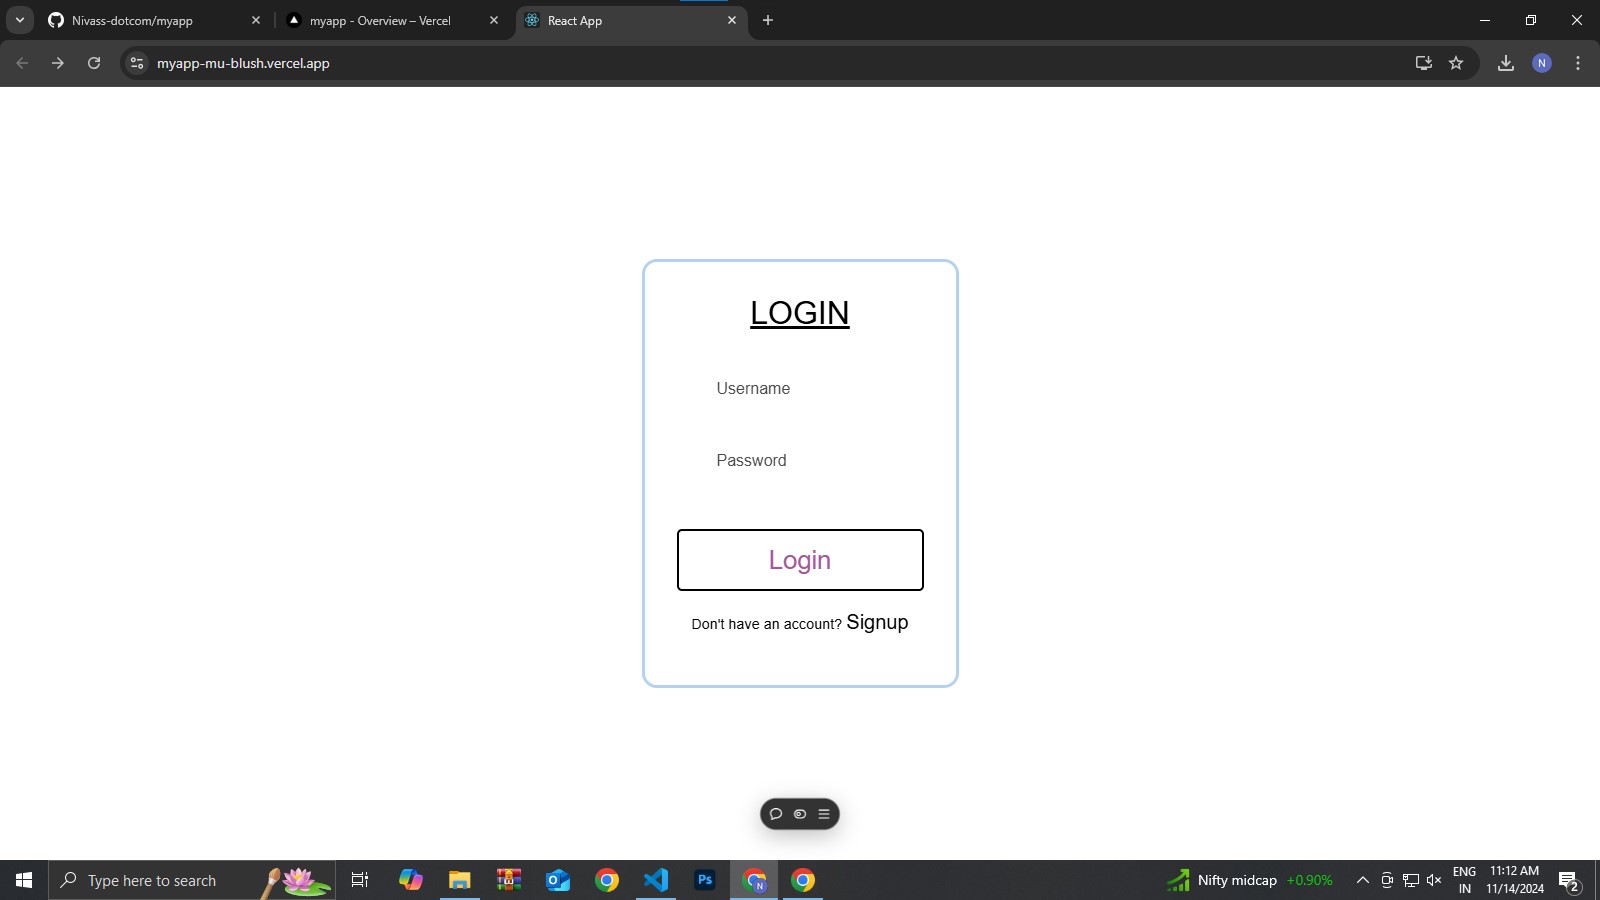 Nivass-dotcom/myapp
myapp - Overview – Vercel
React App
myapp-mu-blush.vercel.app
N
LOGIN
Username
Password
Login
Don't have an account? Signup
Type here to search
Ps
N
Nifty midcap +0.90%
ENG
IN
11:12 AM
11/14/2024
2